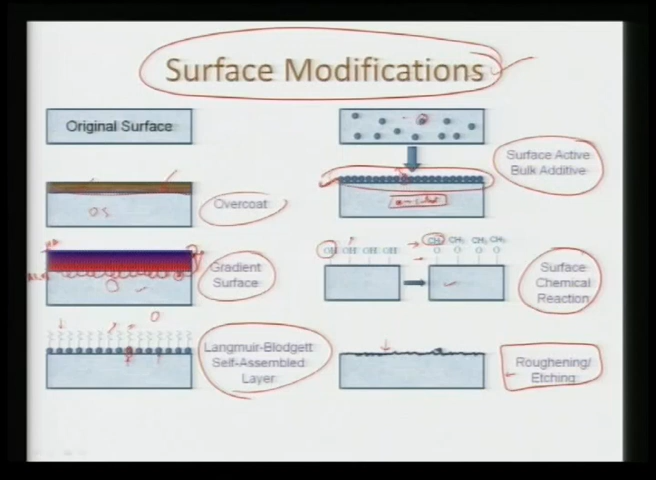 Surface Modifications
Original Surface
O.S
Overcoat
Gradient
Surface
Langmuir-Blodgett
Self-Assembled
Layer
Surface Active
Bulk Additive
OH OH OH OH
CH₃ CH₃ CH₃ CH₃
Surface
Chemical
Reaction
Roughening/
Etching